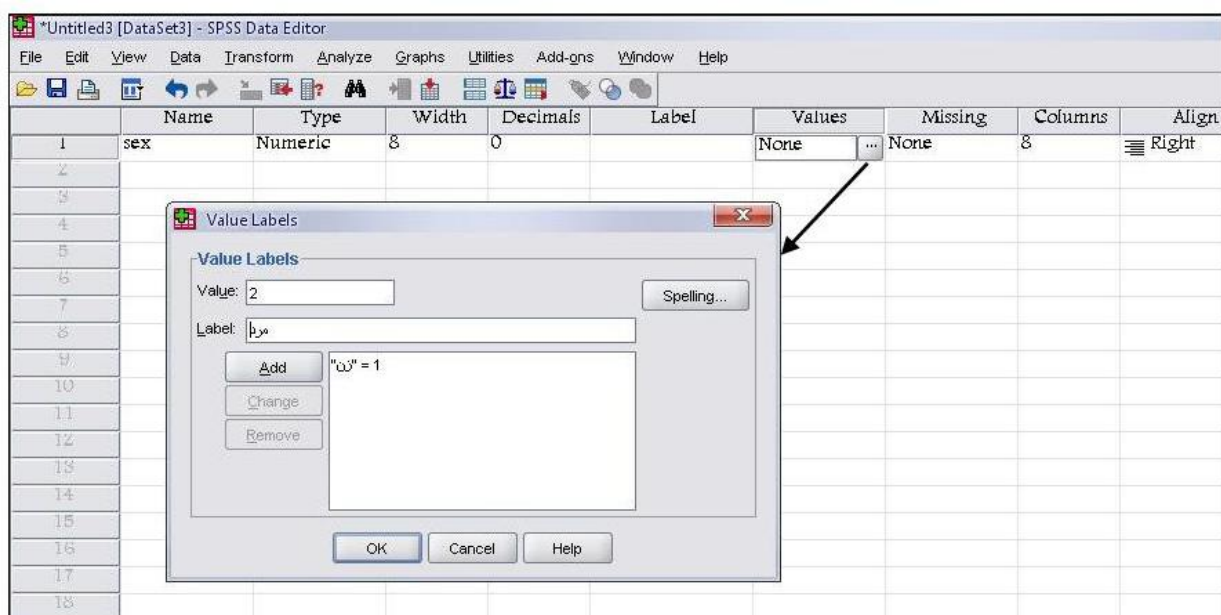 *Untitled3 [DataSet3] - SPSS Data Editor
File Edit View Data Transform Analyze Graphs Utilities Add-ons Window Help
Name Type Width Decimals Label Values Missing Columns Align
1 sex Numeric 8 0 None ... None 8 Right
2
3
4
5
6
7
8
9
10
11
12
13
14
15
16
17
18
Value Labels
Value Labels
Value: 2
Spelling...
Label: مرد
Add
"زن" = 1
Change
Remove
OK Cancel Help